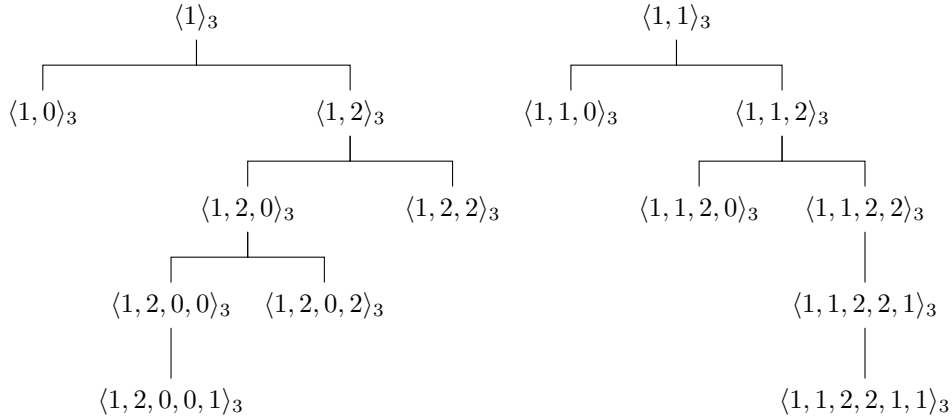 ⟨1⟩₃ ⟨1, 1⟩₃
⟨1, 0⟩₃ ⟨1, 2⟩₃ ⟨1, 1, 0⟩₃ ⟨1, 1, 2⟩₃
⟨1, 2, 0⟩₃ ⟨1, 2, 2⟩₃ ⟨1, 1, 2, 0⟩₃ ⟨1, 1, 2, 2⟩₃
⟨1, 2, 0, 0⟩₃ ⟨1, 2, 0, 2⟩₃ ⟨1, 1, 2, 2, 1⟩₃
⟨1, 2, 0, 0, 1⟩₃ ⟨1, 1, 2, 2, 1, 1⟩₃